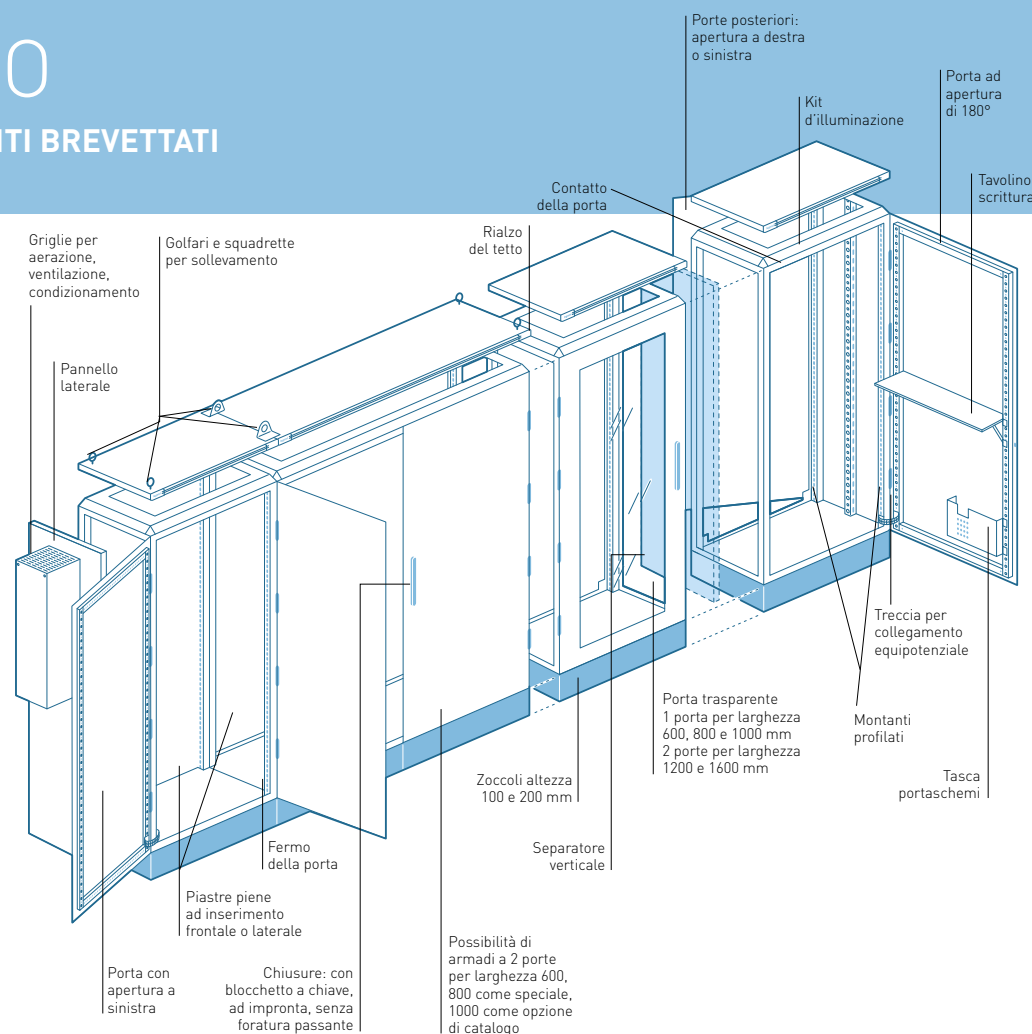 O
TI BREVETTATI
Porte posteriori:
apertura a destra
o sinistra
Kit
d'illuminazione
Porta ad
apertura
di 180°
Contatto
della porta
Tavolino
scrittura
Griglie per
aerazione,
ventilazione,
condizionamento
Golfari e squadrette
per sollevamento
Rialzo
del tetto
Pannello
laterale
Treccia per
collegamento
equipotenziale
Porta trasparente
1 porta per larghezza
600, 800 e 1000 mm
2 porte per larghezza
1200 e 1600 mm
Montanti
profilati
Zoccoli altezza
100 e 200 mm
Tasca
portaschemi
Separatore
verticale
Fermo
della porta
Piastre piene
ad inserimento
frontale o laterale
Porta con
apertura a
sinistra
Chiusure: con
blocchetto a chiave,
ad impronta, senza
foratura passante
Possibilità di
armadi a 2 porte
per larghezza 600,
800 come speciale,
1000 come opzione
di catalogo